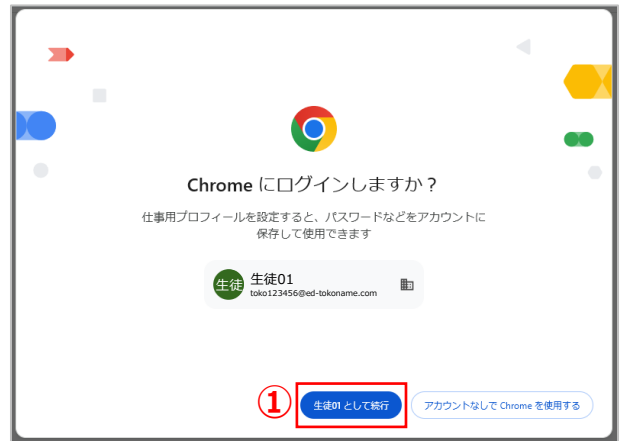 Chrome にログインしますか？
仕事用プロフィールを設定すると、パスワードなどをアカウントに
保存して使用できます
生徒
生徒01
toko123456@ed-tokoname.com
①
生徒01 として続行
アカウントなしで Chrome を使用する